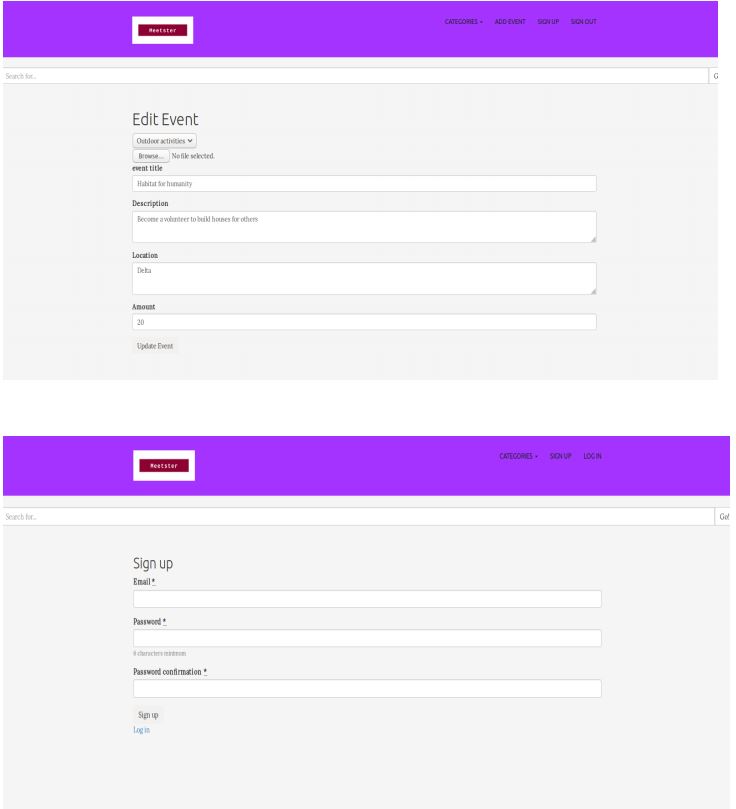 Meetster
CATEGORIES ADD EVENT SIGN UP SIGN OUT
Search for...
G
Edit Event
Outdoor activities
Browse... No file selected.
event title
Habitat for humanity
Description
Become a volunteer to build houses for others
Location
Delta
Amount
20
Update Event
Meetster
CATEGORIES SIGN UP LOG IN
Search for...
Go!
Sign up
Email *
Password *
6 characters minimum
Password confirmation *
Sign up
Log in